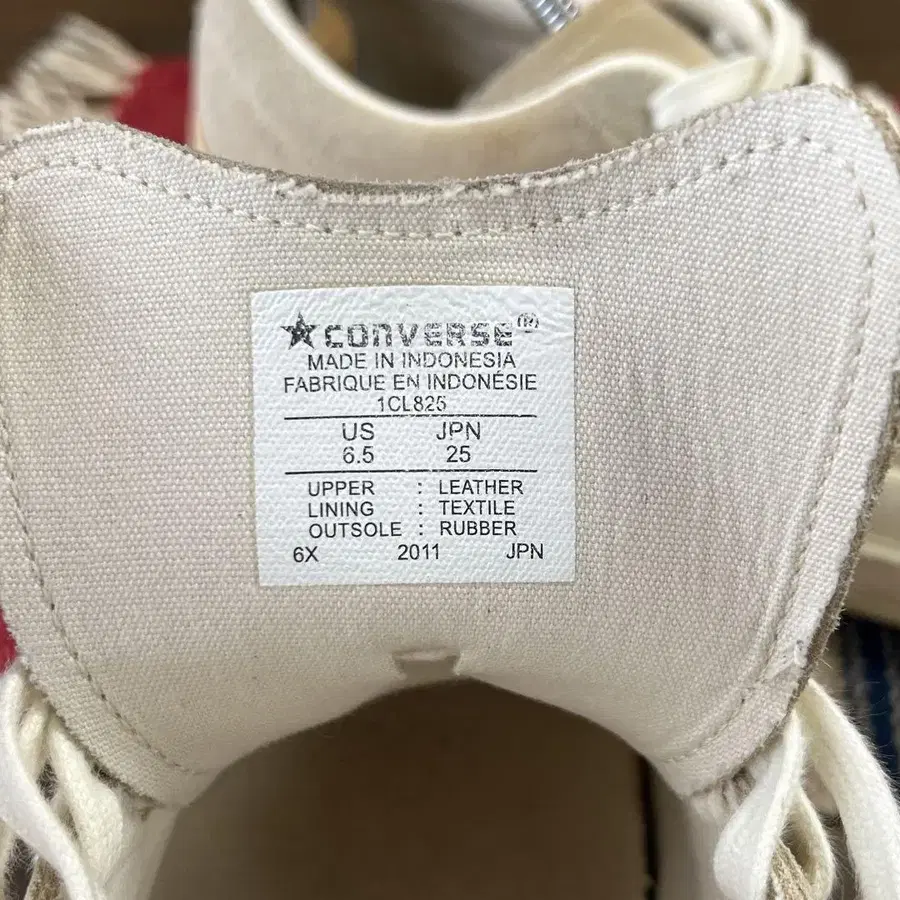 ★CONVERSE®
MADE IN INDONESIA
FABRIQUE EN INDONÉSIE
1CL825
US JPN
6.5 25
UPPER : LEATHER
LINING : TEXTILE
OUTSOLE : RUBBER
6X 2011 JPN